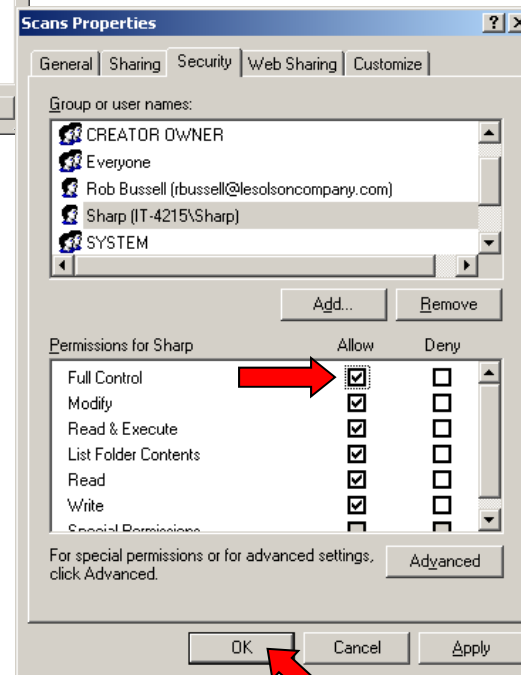 Scans Properties
General Sharing Security Web Sharing Customize
Group or user names:
CREATOR OWNER
Everyone
Rob Bussell (rbussell@lesolsoncompany.com)
Sharp (IT-4215\Sharp)
SYSTEM
Add... Remove
Permissions for Sharp Allow Deny
Full Control
Modify
Read & Execute
List Folder Contents
Read
Write
Special Permissions
For special permissions or for advanced settings,
click Advanced.
Advanced
OK Cancel Apply